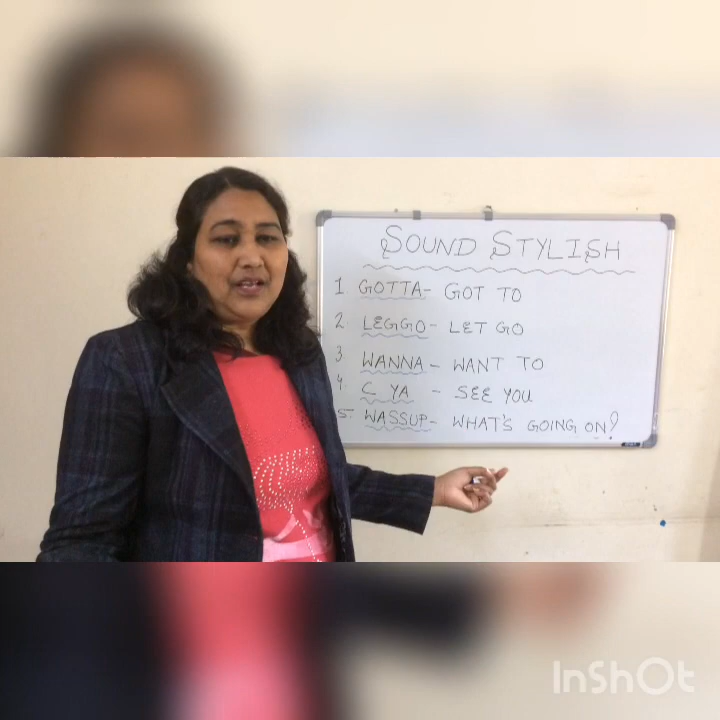 SOUND STYLISH
1 GOTTA - GOT TO
2 LEGGO - LET GO
3 WANNA - WANT TO
4. C YA - SEE YOU
5. WASSUP - WHAT'S GOING ON?
InShOt